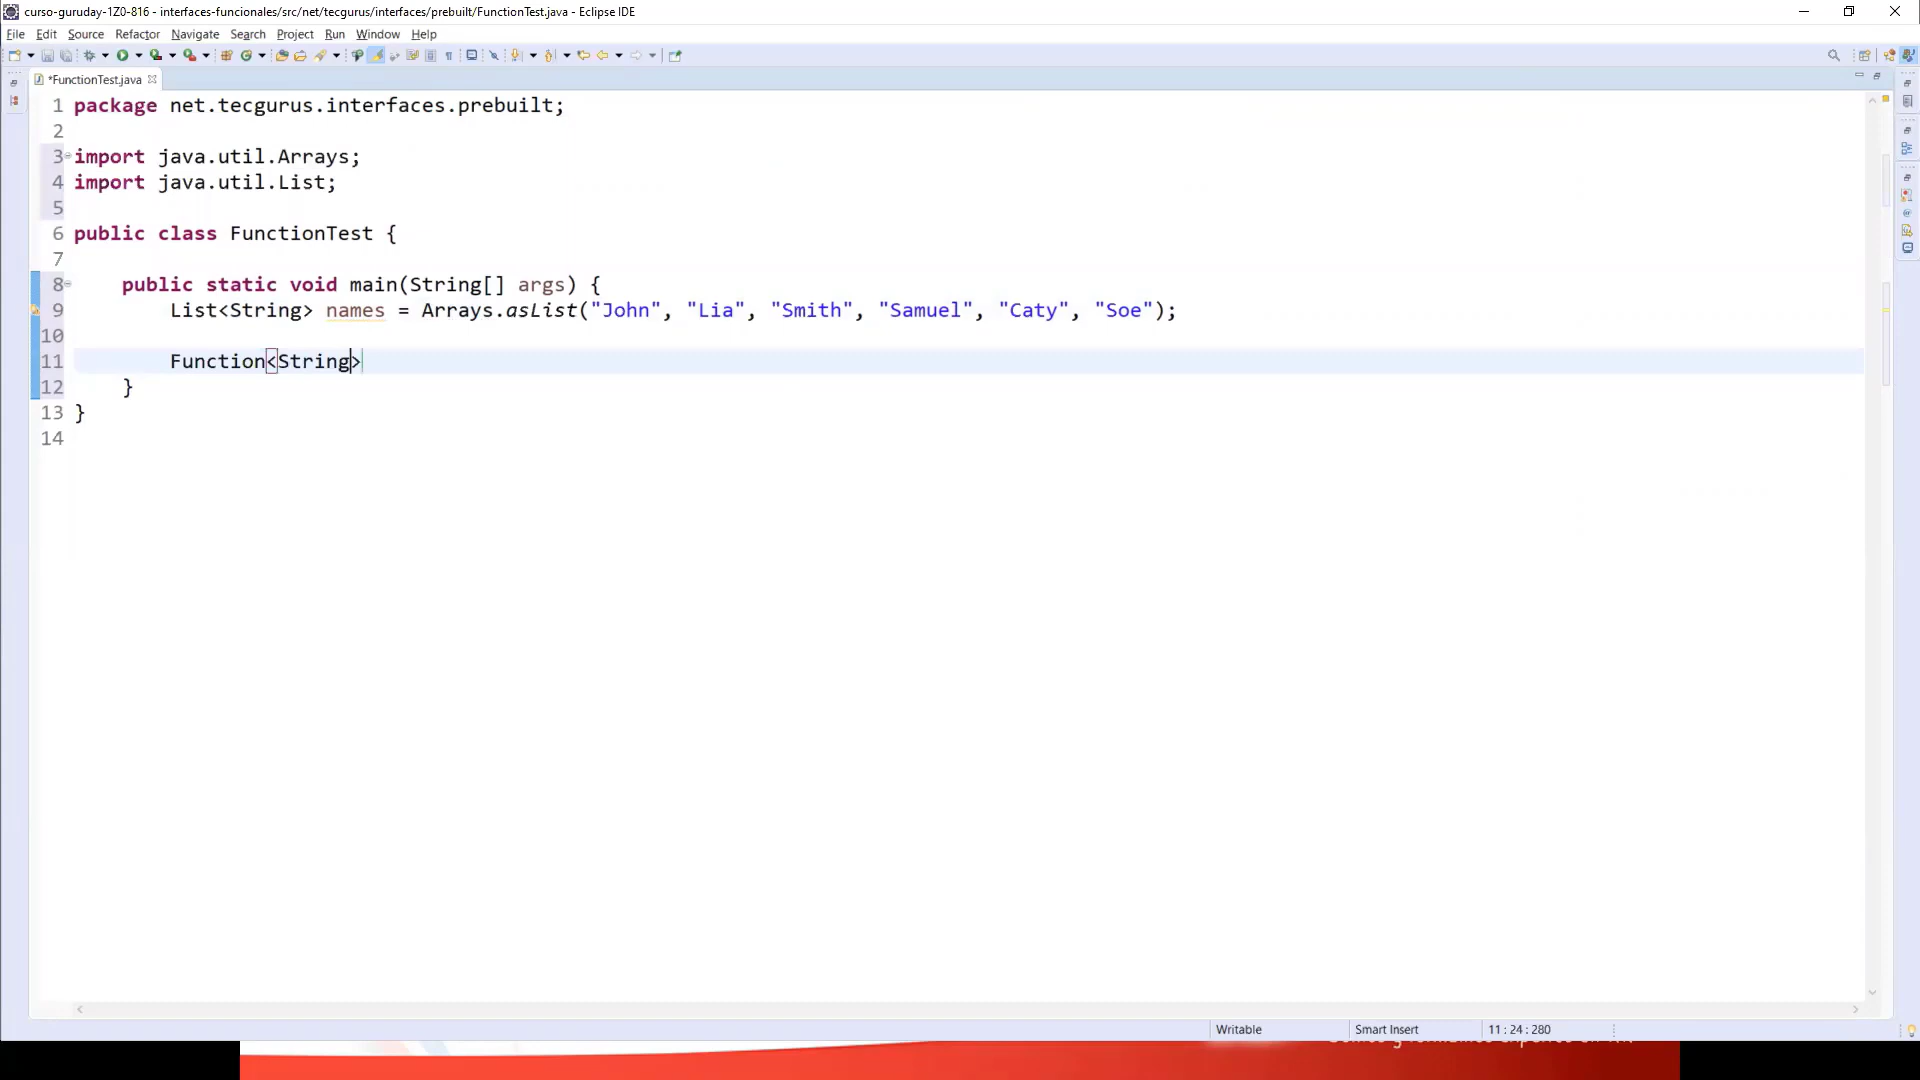 curso-guruday-1Z0-816 - interfaces-funcionales/src/net/tecgurus/interfaces/prebuilt/FunctionTest.java - Eclipse IDE
File Edit Source Refactor Navigate Search Project Run Window Help
*FunctionTest.java
1 package net.tecgurus.interfaces.prebuilt;
2
3 import java.util.Arrays;
4 import java.util.List;
5
6 public class FunctionTest {
7
8 public static void main(String[] args) {
9 List<String> names = Arrays.asList("John", "Lia", "Smith", "Samuel", "Caty", "Soe");
10
11 Function<String>
12 }
13 }
14
Writable Smart Insert 11 : 24 : 280